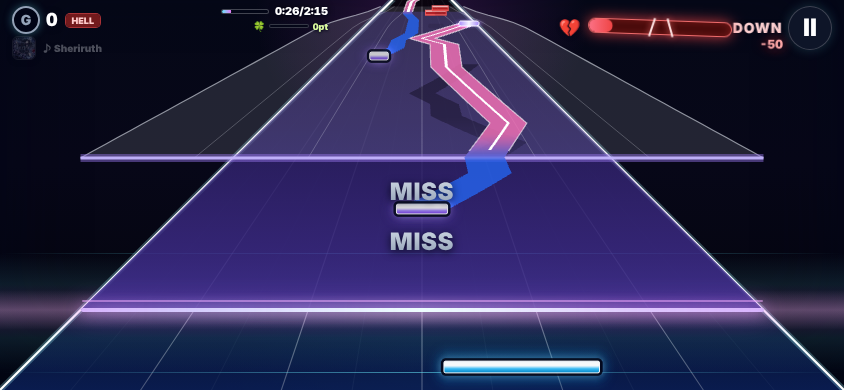 G 0 HELL
♪ Sheriruth
0:26/2:15
0pt
DOWN
-50
MISS
MISS